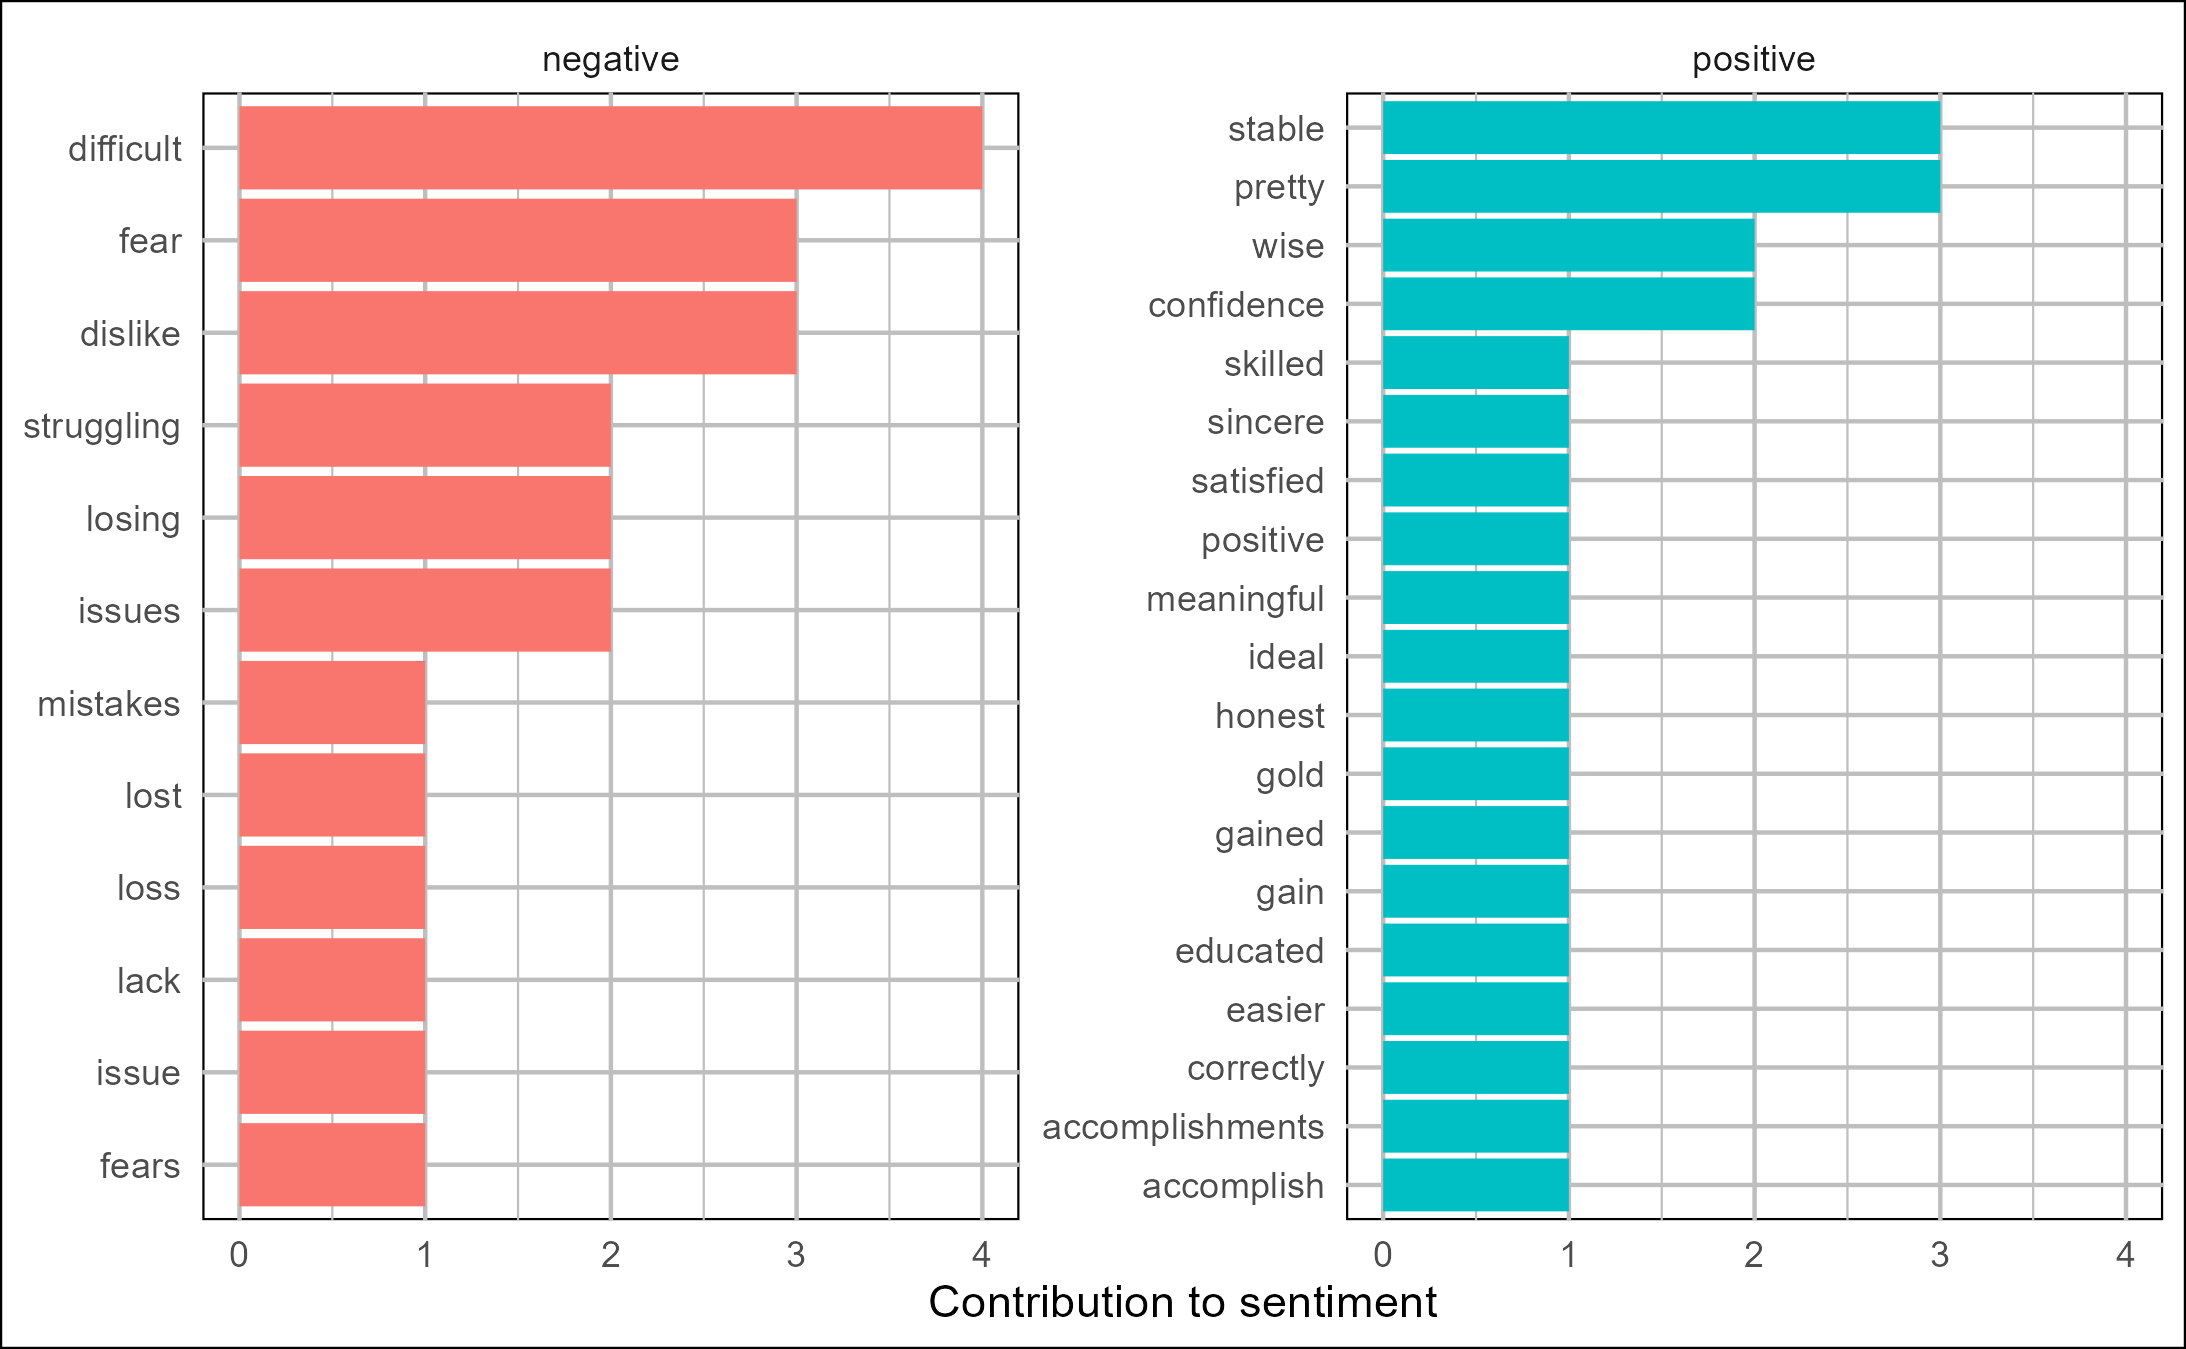 negative
difficult
fear
dislike
struggling
losing
issues
mistakes
lost
loss
lack
issue
fears
0 1 2 3 4
positive
stable
pretty
wise
confidence
skilled
sincere
satisfied
positive
meaningful
ideal
honest
gold
gained
gain
educated
easier
correctly
accomplishments
accomplish
0 1 2 3 4
Contribution to sentiment